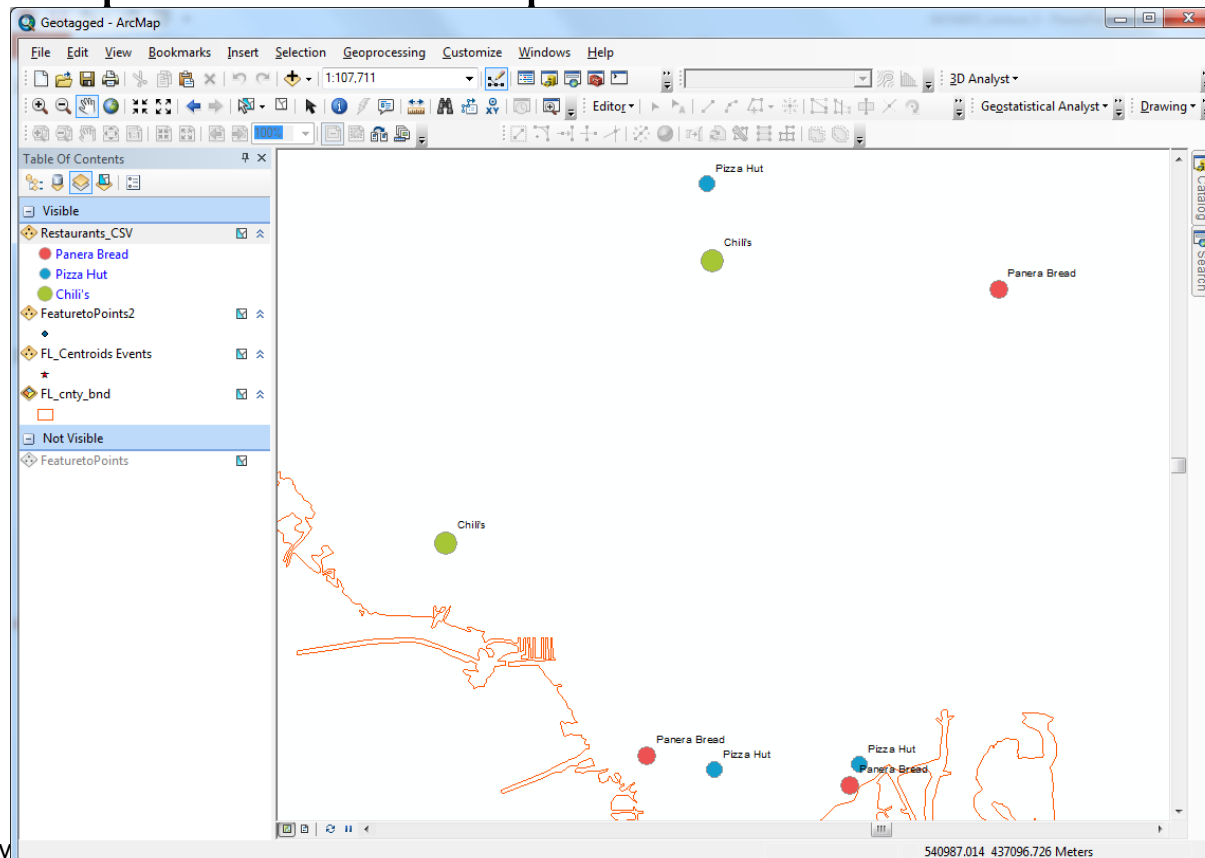 Geotagged - ArcMap
File Edit View Bookmarks Insert Selection Geoprocessing Customize Windows Help
1:107,711
3D Analyst
Editor
Geostatistical Analyst
Drawing
100%
Table Of Contents
Visible
Restaurants_CSV
Panera Bread
Pizza Hut
Chili's
FeaturetoPoints2
FL_Centroids Events
FL_cnty_bnd
Not Visible
FeaturetoPoints
Pizza Hut
Chili's
Panera Bread
Chili's
Panera Bread
Pizza Hut
Pizza Hut
Panera Bread
Catalog
Search
540987.014 437096.726 Meters